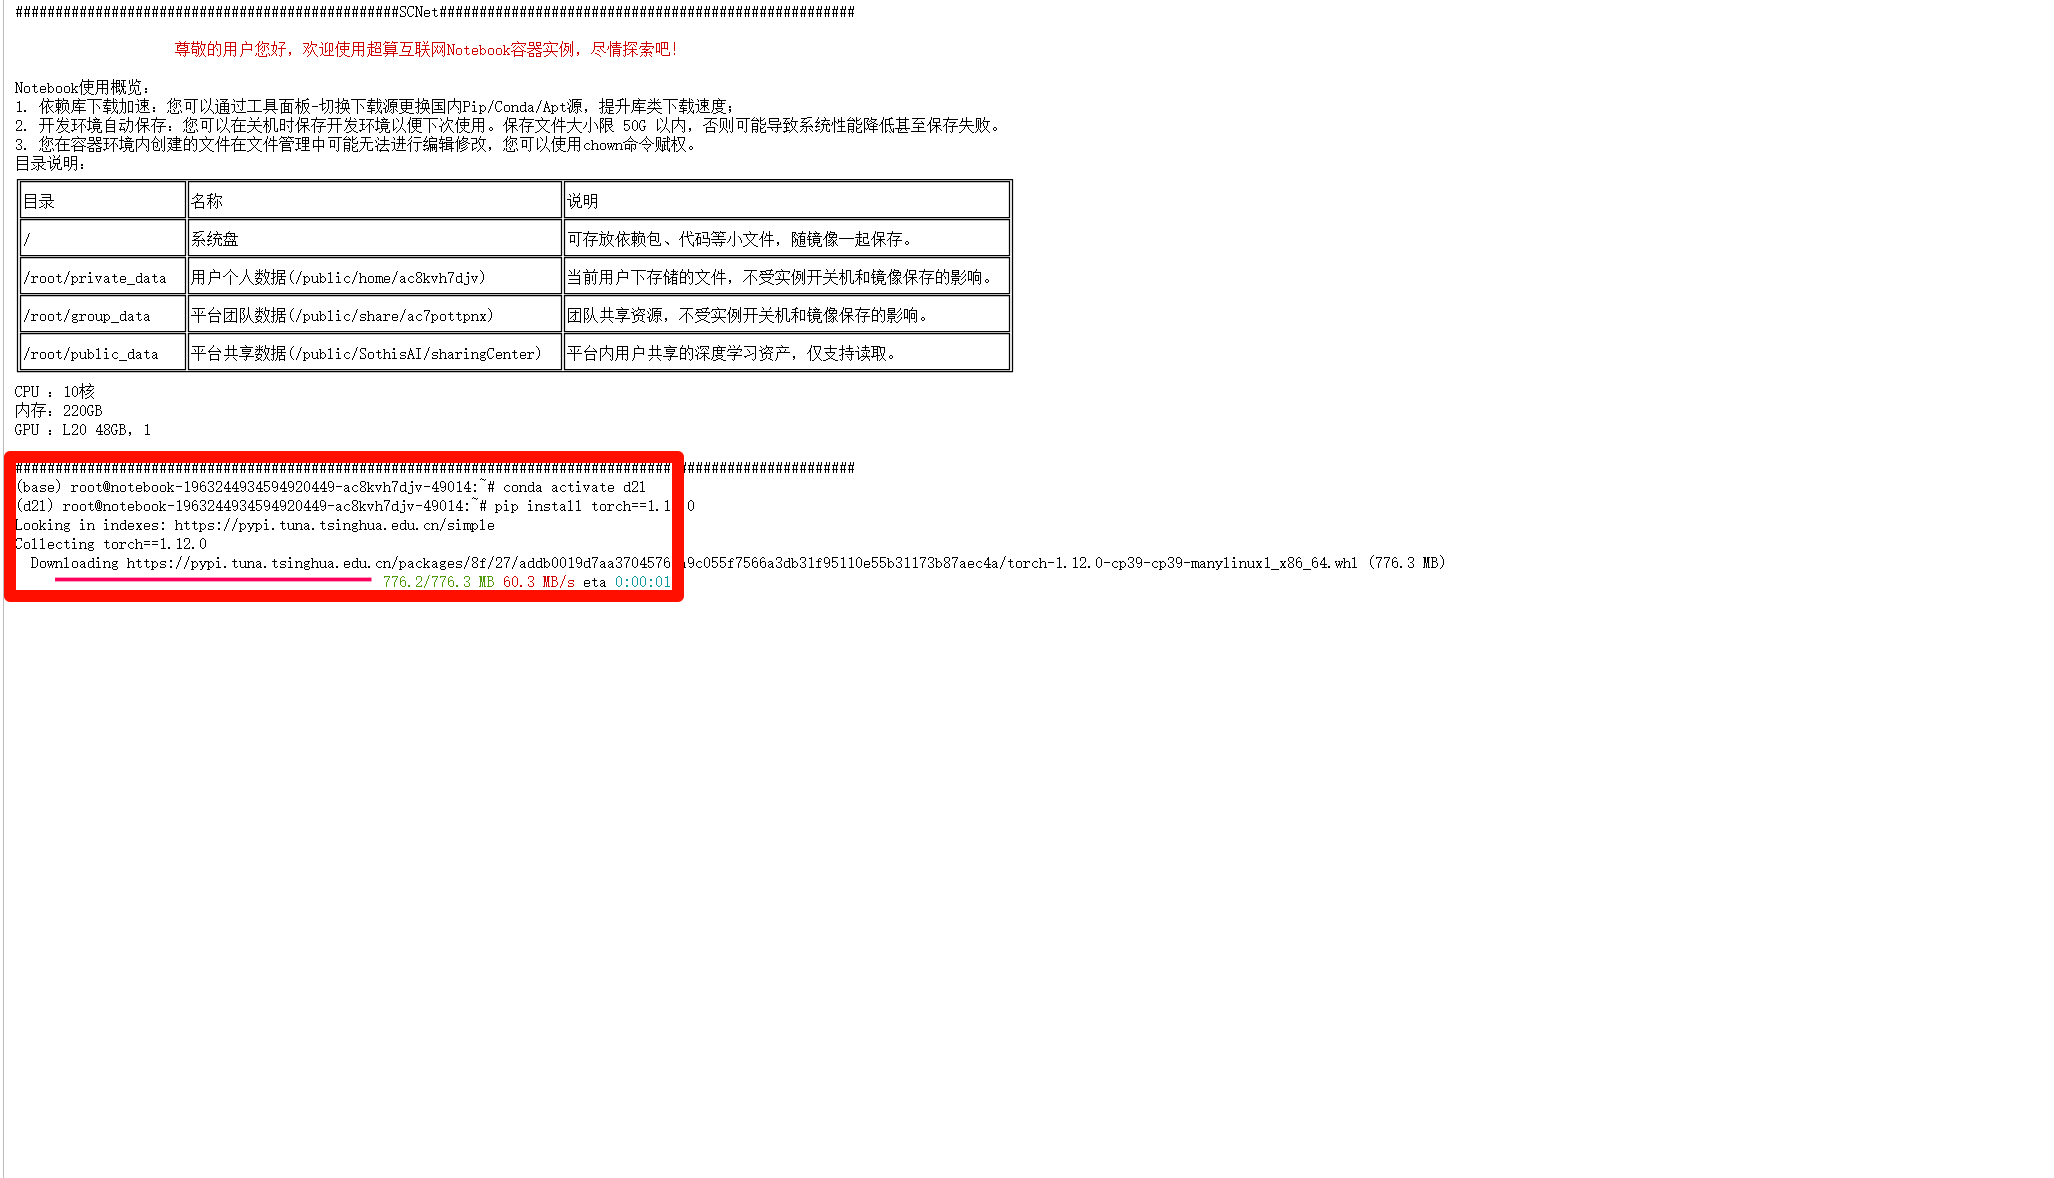 ################################################SCNet####################################################
尊敬的用户您好，欢迎使用超算互联网Notebook容器实例，尽情探索吧！
Notebook使用概览：
1. 依赖库下载加速：您可以通过工具面板-切换下载源更换国内Pip/Conda/Apt源，提升库类下载速度；
2. 开发环境自动保存：您可以在关机时保存开发环境以便下次使用。保存文件大小限 50G 以内，否则可能导致系统性能降低甚至保存失败。
3. 您在容器环境内创建的文件在文件管理中可能无法进行编辑修改，您可以使用chown命令赋权。
目录说明：
目录 名称 说明
/ 系统盘 可存放依赖包、代码等小文件，随镜像一起保存。
/root/private_data 用户个人数据(/public/home/ac8kvh7djv) 当前用户下存储的文件，不受实例开关机和镜像保存的影响。
/root/group_data 平台团队数据(/public/share/ac7pottpnx) 团队共享资源，不受实例开关机和镜像保存的影响。
/root/public_data 平台共享数据(/public/SothisAI/sharingCenter) 平台内用户共享的深度学习资产，仅支持读取。
CPU ：10核
内存：220GB
GPU ：L20 48GB, 1
#########################################################################################################
(base) root@notebook-1963244934594920449-ac8kvh7djv-49014:~# conda activate d2l
(d2l) root@notebook-1963244934594920449-ac8kvh7djv-49014:~# pip install torch==1.1 0
Looking in indexes: https://pypi.tuna.tsinghua.edu.cn/simple
Collecting torch==1.12.0
Downloading https://pypi.tuna.tsinghua.edu.cn/packages/8f/27/addb0019d7aa3704576 9c055f7566a3db31f95110e55b31173b87aec4a/torch-1.12.0-cp39-cp39-manylinux1_x86_64.whl (776.3 MB)
776.2/776.3 MB 60.3 MB/s eta 0:00:01